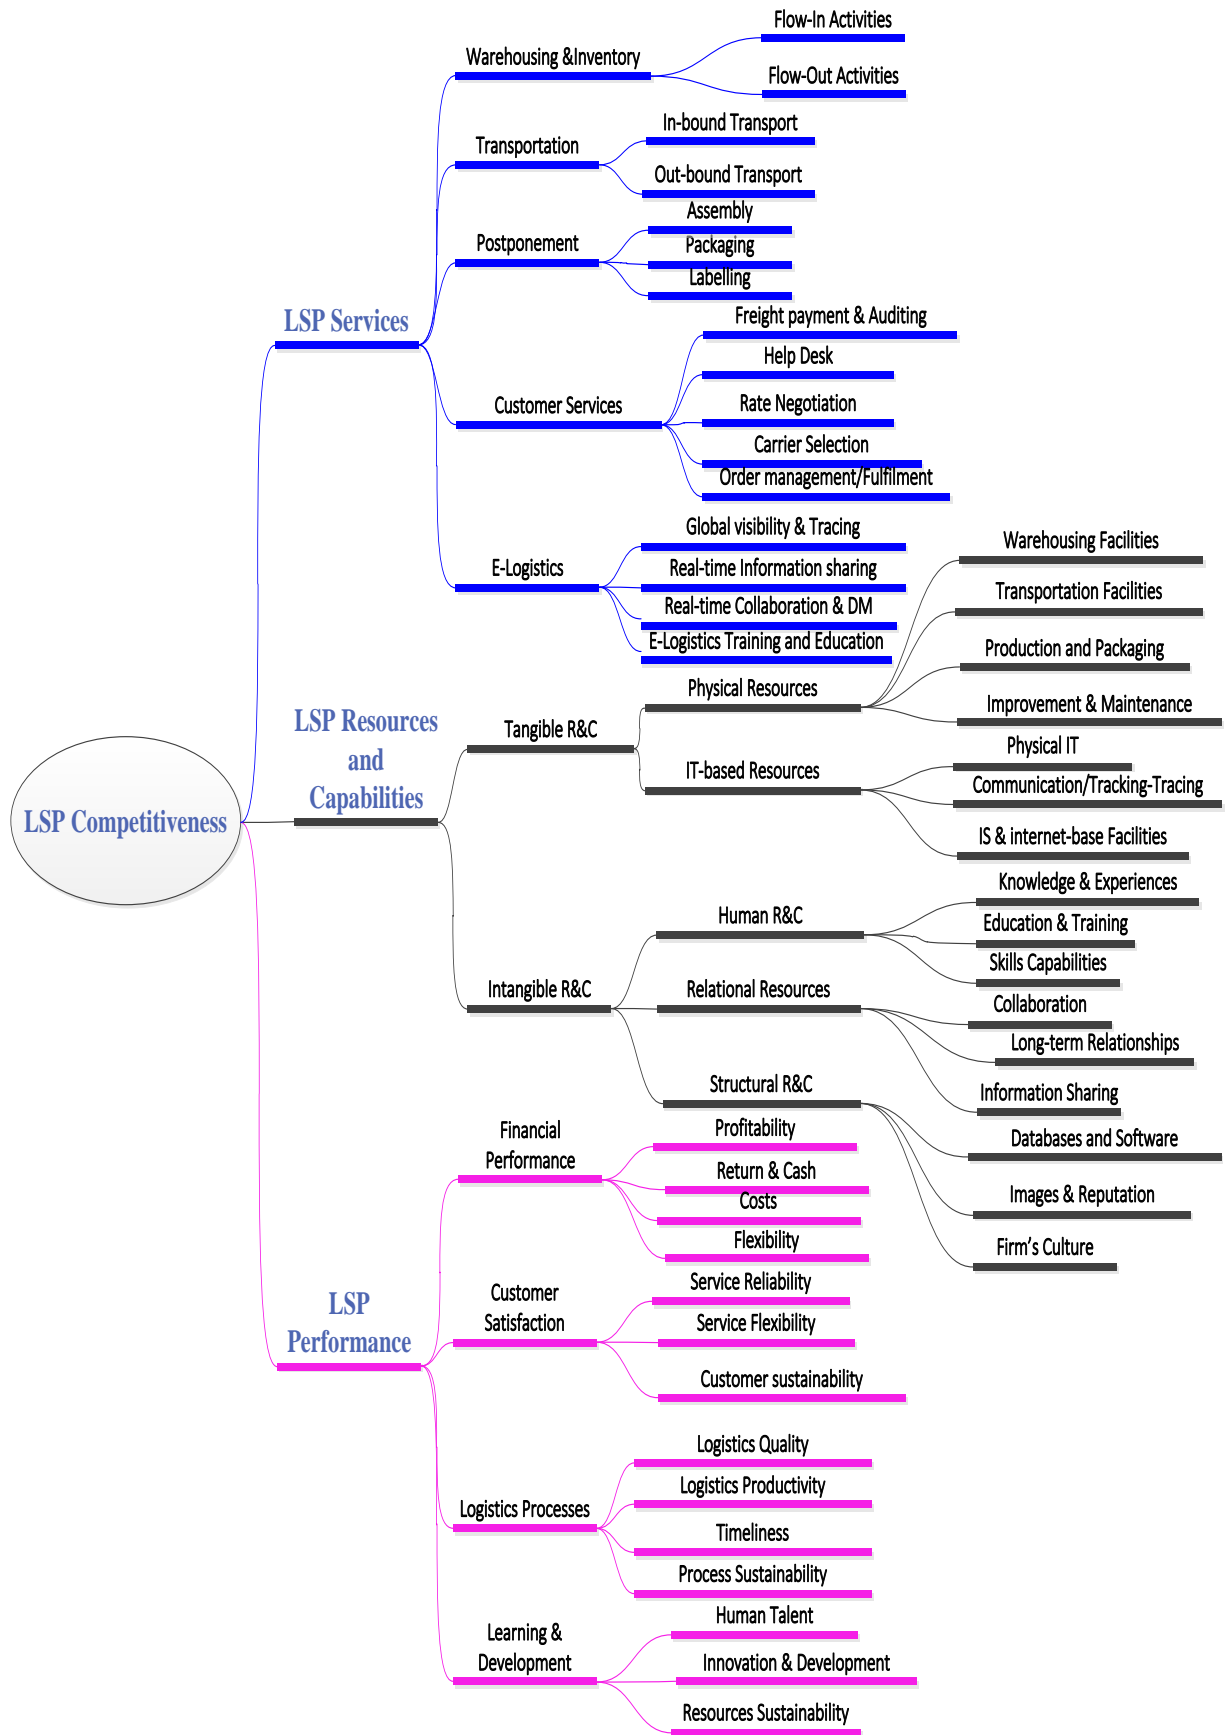 LSP Competitiveness
LSP Services
Warehousing &Inventory
Flow-In Activities
Flow-Out Activities
Transportation
In-bound Transport
Out-bound Transport
Postponement
Assembly
Packaging
Labelling
Customer Services
Freight payment & Auditing
Help Desk
Rate Negotiation
Carrier Selection
Order management/Fulfilment
E-Logistics
Global visibility & Tracing
Real-time Information sharing
Real-time Collaboration & DM
E-Logistics Training and Education
LSP Resources
and
Capabilities
Tangible R&C
Physical Resources
Warehousing Facilities
Transportation Facilities
Production and Packaging
Improvement & Maintenance
IT-based Resources
Physical IT
Communication/Tracking-Tracing
IS & internet-base Facilities
Intangible R&C
Human R&C
Knowledge & Experiences
Education & Training
Skills Capabilities
Relational Resources
Collaboration
Long-term Relationships
Information Sharing
Structural R&C
Databases and Software
Images & Reputation
Firm's Culture
LSP
Performance
Financial
Performance
Profitability
Return & Cash
Costs
Flexibility
Customer
Satisfaction
Service Reliability
Service Flexibility
Customer sustainability
Logistics Processes
Logistics Quality
Logistics Productivity
Timeliness
Process Sustainability
Learning &
Development
Human Talent
Innovation & Development
Resources Sustainability